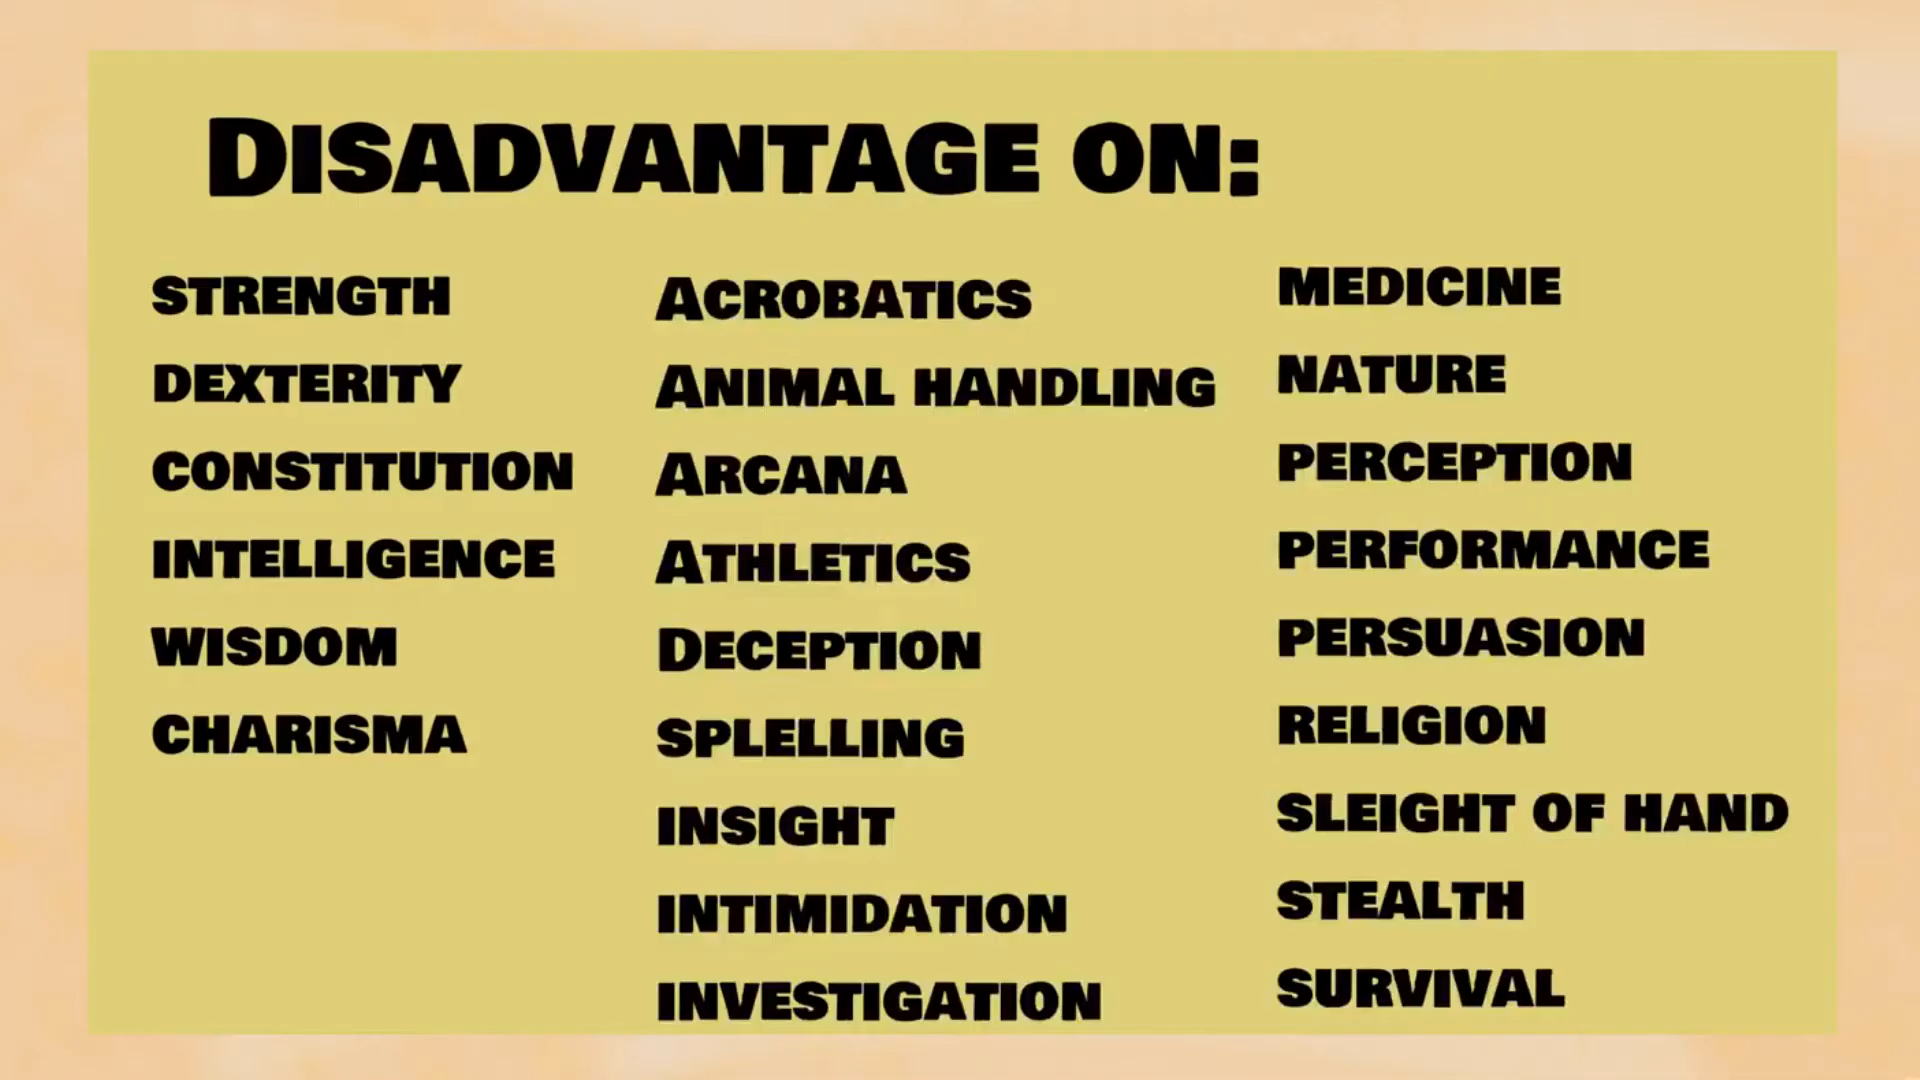 Disadvantage on:
strength
dexterity
constitution
intelligence
wisdom
charisma
Acrobatics
Animal handling
Arcana
Athletics
Deception
splelling
insight
intimidation
investigation
medicine
nature
perception
performance
persuasion
religion
sleight of hand
stealth
survival